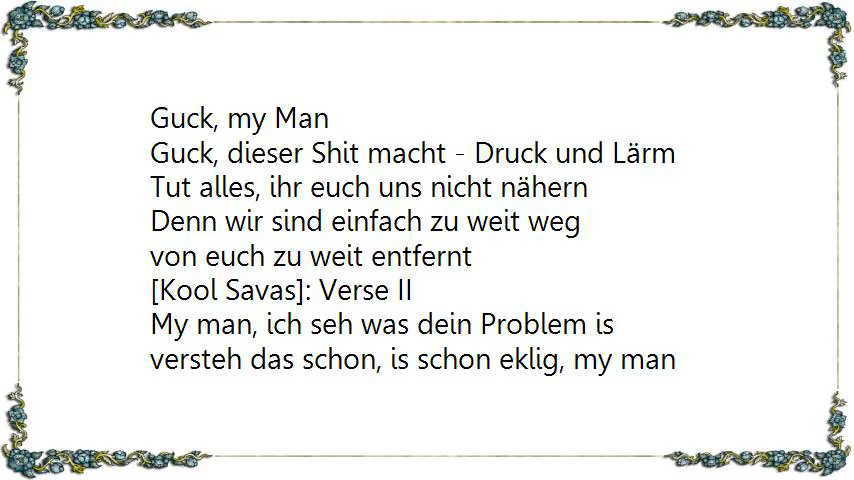 Guck, my Man
Guck, dieser Shit macht - Druck und Lärm
Tut alles, ihr euch uns nicht nähern
Denn wir sind einfach zu weit weg
von euch zu weit entfernt
[Kool Savas]: Verse II
My man, ich seh was dein Problem is
versteh das schon, is schon eklig, my man